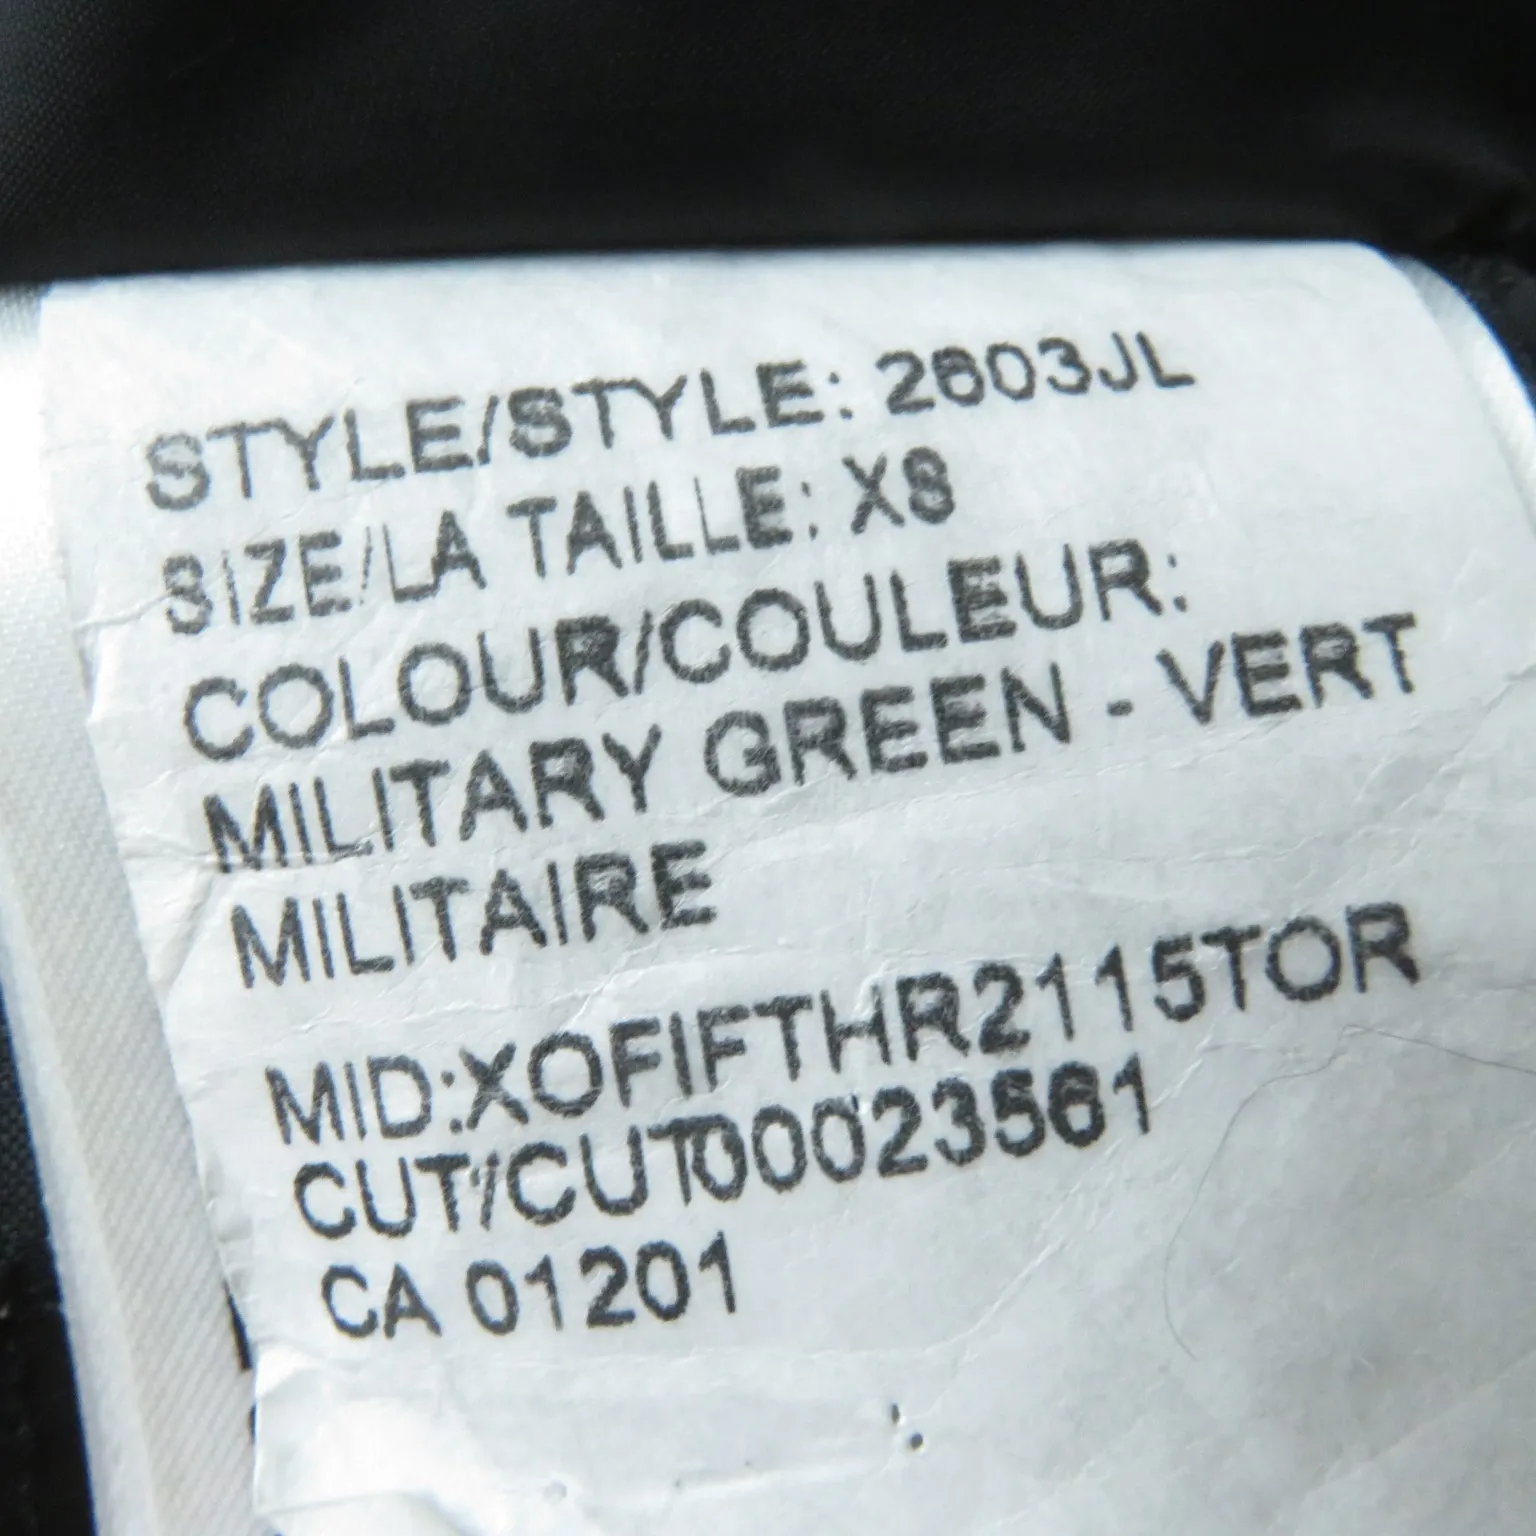 STYLE/STYLE: 2603JL
SIZE/LA TAILLE: XS
COLOUR/COULEUR:
MILITARY GREEN - VERT
MILITAIRE
MID:XOFIFTHR2115TOR
CUT/CUT00023561
CA 01201